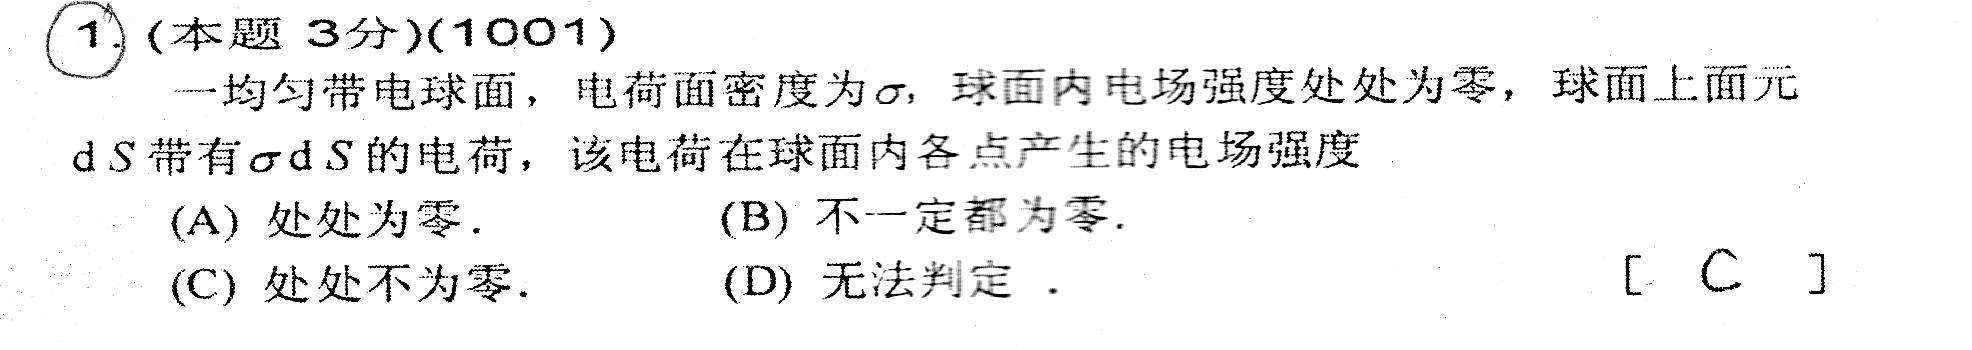 1. (本题 3分)(1001)
一均匀带电球面，电荷面密度为σ，球面内电场强度处处为零，球面上面元
dS带有σdS的电荷，该电荷在球面内各点产生的电场强度
(A) 处处为零. (B) 不一定都为零.
(C) 处处不为零. (D) 无法判定 . [ C ]